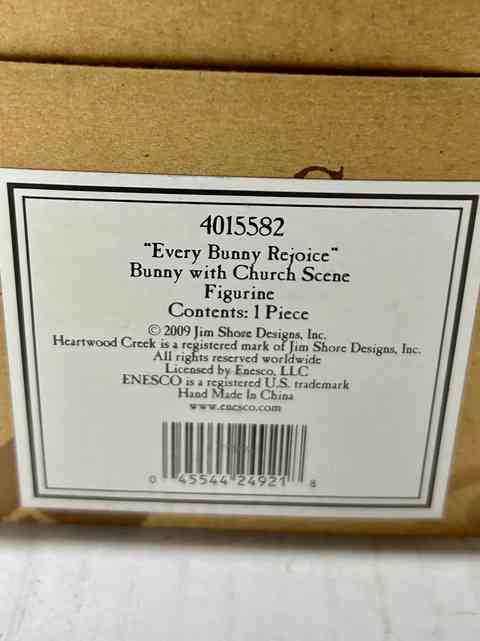 4015582
"Every Bunny Rejoice"
Bunny with Church Scene
Figurine
Contents: 1 Piece
© 2009 Jim Shore Designs, Inc.
Heartwood Creek is a registered mark of Jim Shore Designs, Inc.
All rights reserved worldwide
Licensed by Enesco, LLC
ENESCO is a registered U.S. trademark
Hand Made In China
www.enesco.com
0 45544 24921 8